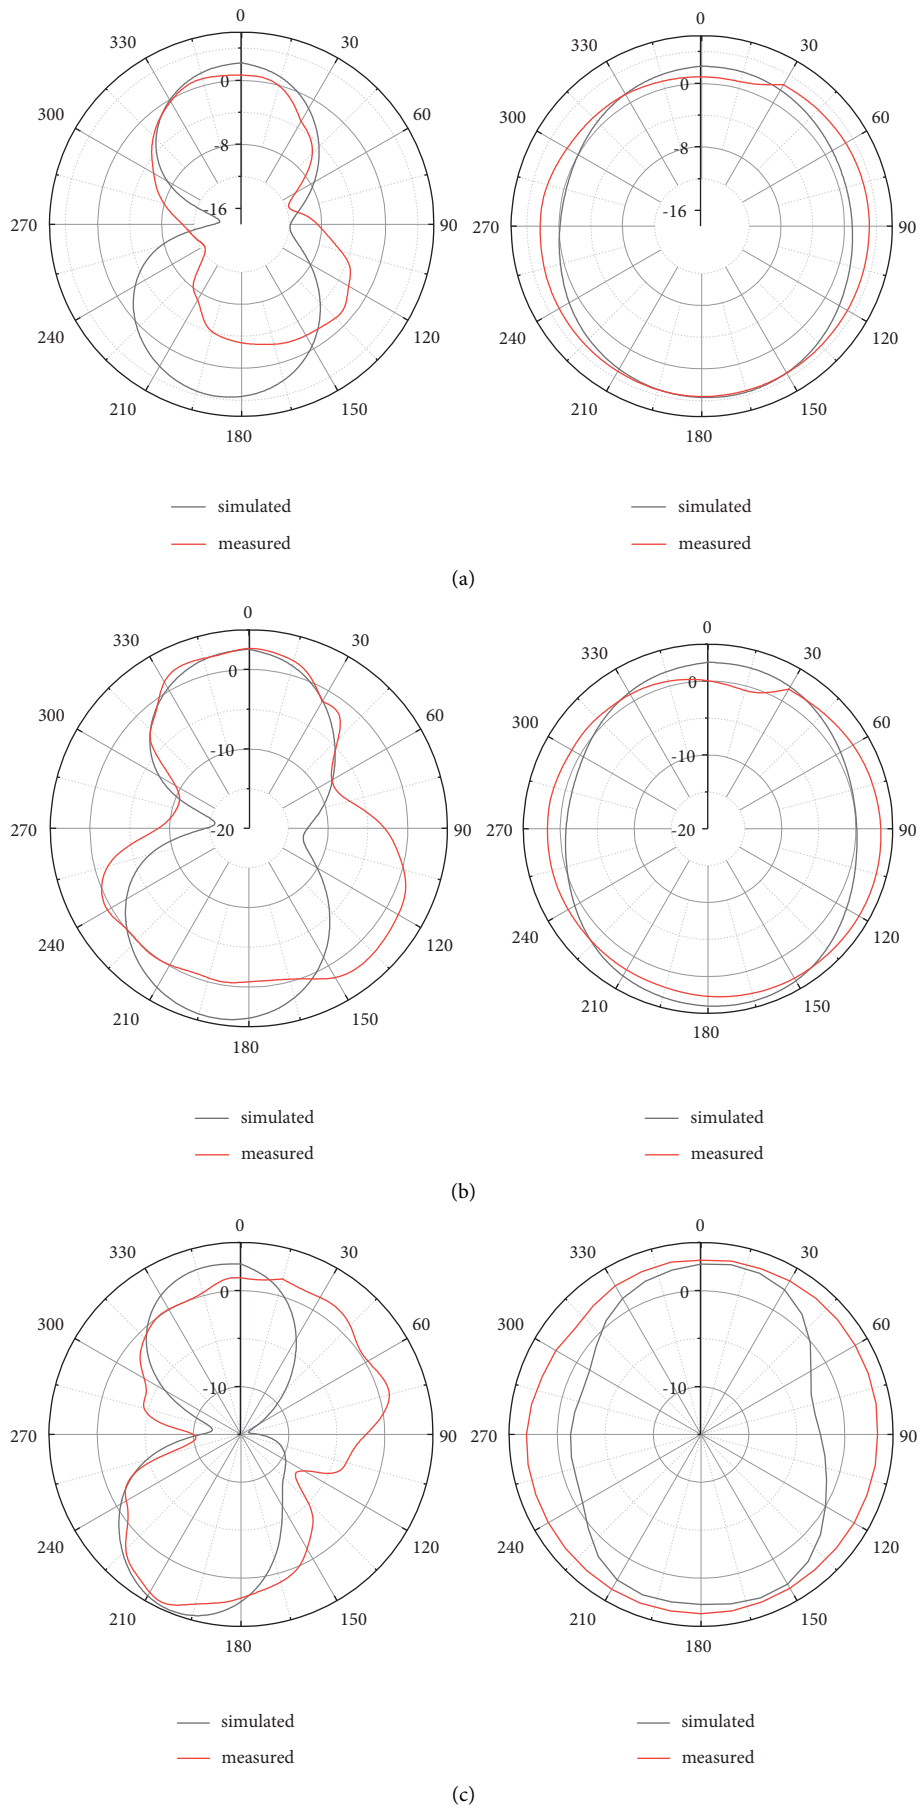 0 0
330 30 330 30
0 0
300 60 300 60
-8 -8
-16 -16
270 90 270 90
240 120 240 120
210 150 210 150
180 180
simulated simulated
measured measured
(a)
0 0
330 30 330 30
0 0
300 60 300 60
-10 -10
270 -20 90 270 -20 90
240 120 240 120
210 150 210 150
180 180
simulated simulated
measured measured
(b)
0 0
330 30 330 30
0 0
300 60 300 60
-10 -10
270 90 270 90
240 120 240 120
210 150 210 150
180 180
simulated simulated
measured measured
(c)